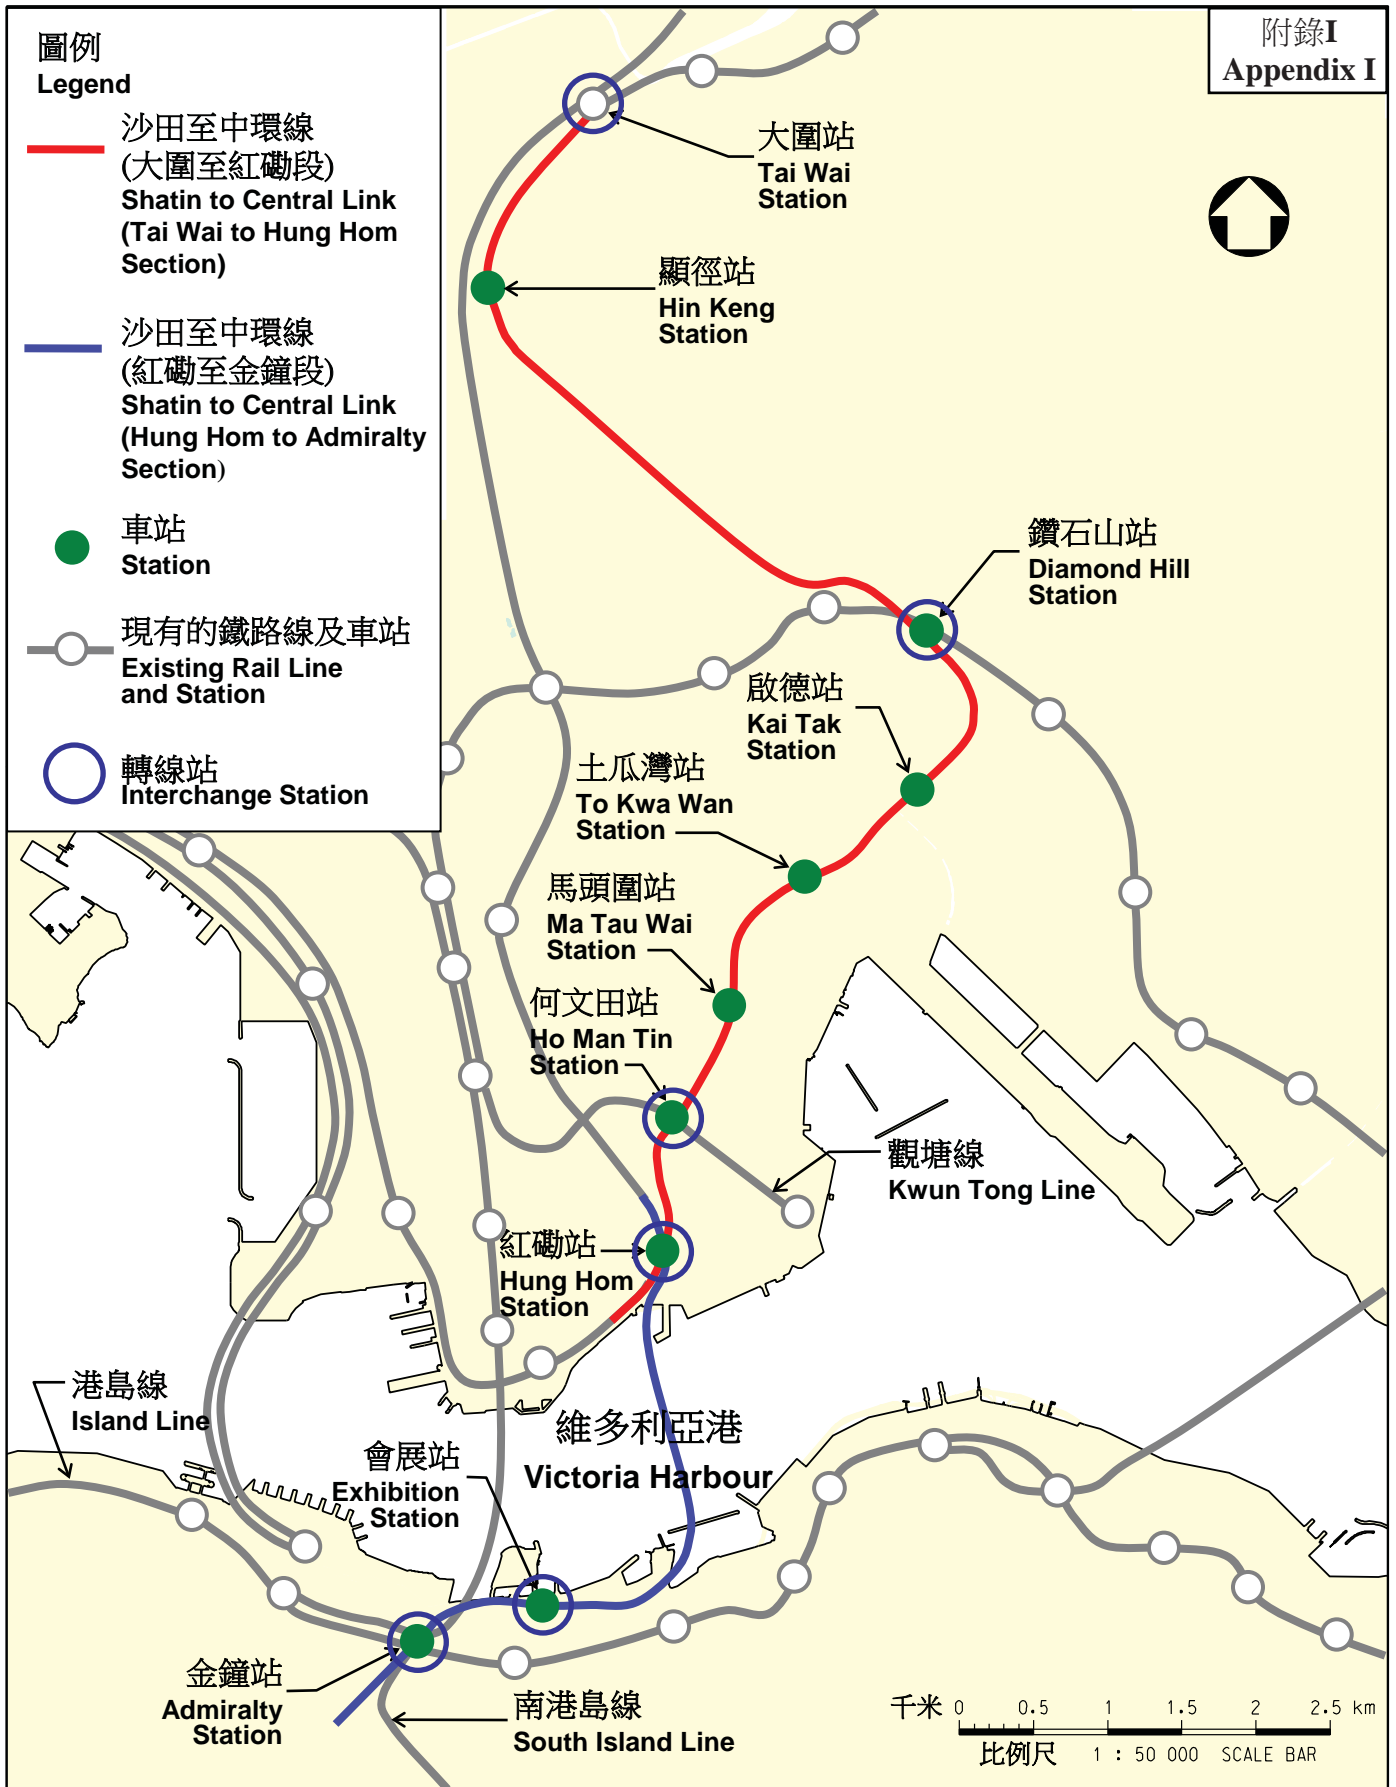 附錄I
Appendix I
圖例
Legend
沙田至中環線
(大圍至紅磡段)
Shatin to Central Link
(Tai Wai to Hung Hom
Section)
沙田至中環線
(紅磡至金鐘段)
Shatin to Central Link
(Hung Hom to Admiralty
Section)
車站
Station
現有的鐵路線及車站
Existing Rail Line
and Station
轉線站
Interchange Station
大圍站
Tai Wai
Station
顯徑站
Hin Keng
Station
鑽石山站
Diamond Hill
Station
啟德站
Kai Tak
Station
土瓜灣站
To Kwa Wan
Station
馬頭圍站
Ma Tau Wai
Station
何文田站
Ho Man Tin
Station
觀塘線
Kwun Tong Line
紅磡站
Hung Hom
Station
港島線
Island Line
維多利亞港
Victoria Harbour
會展站
Exhibition
Station
金鐘站
Admiralty
Station
南港島線
South Island Line
千米 0 0.5 1 1.5 2 2.5 km
比例尺 1 : 50 000 SCALE BAR